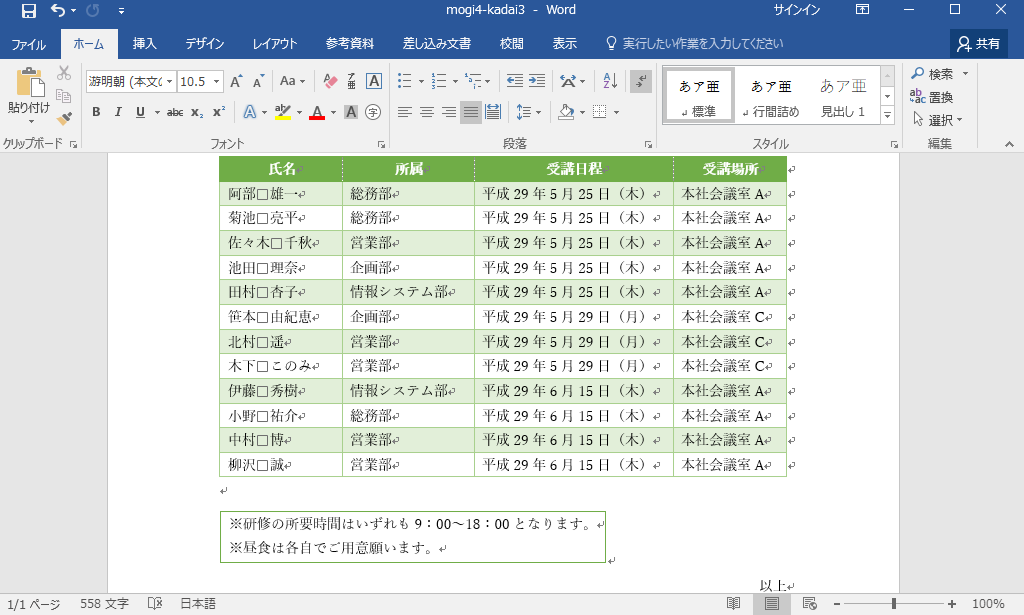 mogi4-kadai3 - Word サインイン
ファイル ホーム 挿入 デザイン レイアウト 参考資料 差し込み文書 校閲 表示 実行したい作業を入力してください 共有
貼り付け
游明朝 (本文の 10.5 A A Aa A 亜 A
B I U abc x₂ x² A ab A A 字
あア亜 あア亜 あア亜
↲標準 ↲行間詰め 見出し 1
検索
置換
選択
クリップボード フォント 段落 スタイル 編集
氏名 所属 受講日程 受講場所
阿部□雄一 総務部 平成 29 年 5 月 25 日（木） 本社会議室 A
菊池□亮平 総務部 平成 29 年 5 月 25 日（木） 本社会議室 A
佐々木□千秋 営業部 平成 29 年 5 月 25 日（木） 本社会議室 A
池田□理奈 企画部 平成 29 年 5 月 25 日（木） 本社会議室 A
田村□杏子 情報システム部 平成 29 年 5 月 25 日（木） 本社会議室 A
笹本□由紀恵 企画部 平成 29 年 5 月 29 日（月） 本社会議室 C
北村□遥 営業部 平成 29 年 5 月 29 日（月） 本社会議室 C
木下□このみ 営業部 平成 29 年 5 月 29 日（月） 本社会議室 C
伊藤□秀樹 情報システム部 平成 29 年 6 月 15 日（木） 本社会議室 A
小野□祐介 総務部 平成 29 年 6 月 15 日（木） 本社会議室 A
中村□博 営業部 平成 29 年 6 月 15 日（木） 本社会議室 A
柳沢□誠 営業部 平成 29 年 6 月 15 日（木） 本社会議室 A
※研修の所要時間はいずれも 9：00～18：00 となります。
※昼食は各自でご用意願います。
以上
1/1 ページ 558 文字 日本語 100%